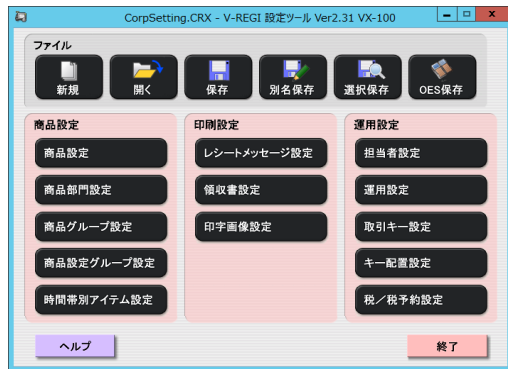 CorpSetting.CRX - V-REGI 設定ツール Ver2.31 VX-100
ファイル
新規 開く 保存 別名保存 選択保存 OES保存
商品設定 印刷設定 運用設定
商品設定 レシートメッセージ設定 担当者設定
商品部門設定 領収書設定 運用設定
商品グループ設定 印字画像設定 取引キー設定
商品設定グループ設定 キー配置設定
時間帯別アイテム設定 税／税予約設定
ヘルプ 終了